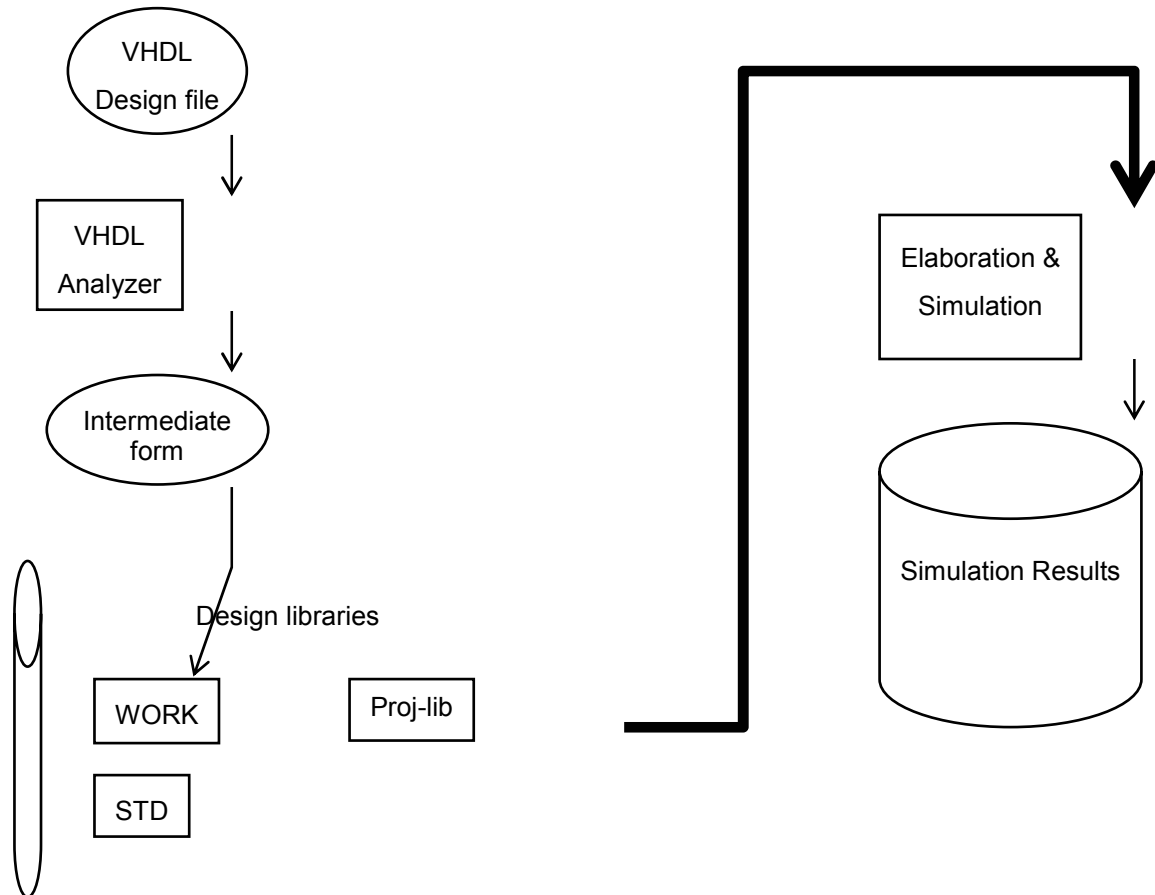 VHDL
Design file
VHDL
Analyzer
Intermediate
form
Design libraries
WORK
Proj-lib
STD
Elaboration &
Simulation
Simulation Results